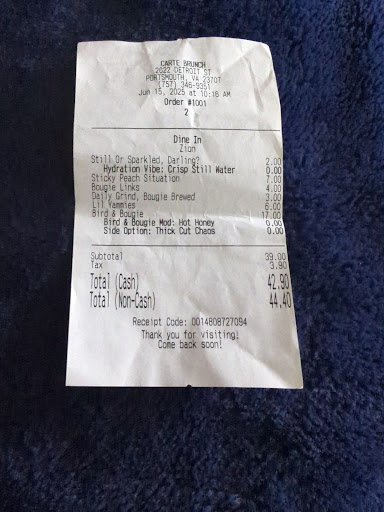 CARTE BRUNCH
2622 DETROIT ST
PORTSMOUTH, VA 23707
(757) 346-9351
Jun 15, 2025 at 10:16 AM
Order #1001
2
Dine In
Zion
Still Or Sparkled, Darling? 2.00
Hydration Vibe: Crisp Still Water 0.00
Sticky Peach Situation 7.00
Bougie Links 4.00
Daily Grind, Bougie Brewed 3.00
Lil Yammies 6.00
Bird & Bougie 17.00
Bird & Bougie Mod: Hot Honey 0.00
Side Option: Thick Cut Chaos 0.00
Subtotal 39.00
Tax 3.90
Total (Cash) 42.90
Total (Non-Cash) 44.40
Receipt Code: 0014808727094
Thank you for visiting!
Come back soon!